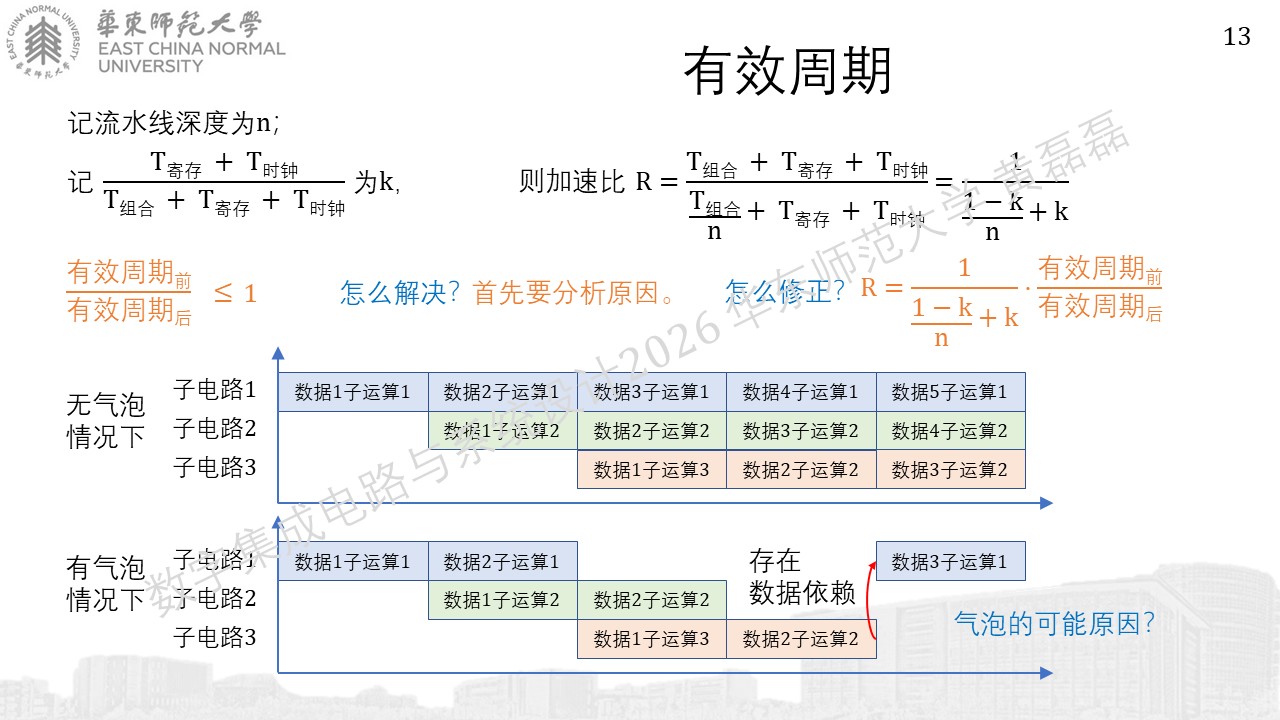 EAST CHINA NORMAL UNIVERSITY
華東師范大学
華東師范大學
EAST CHINA NORMAL
UNIVERSITY
13
有效周期
记流水线深度为n；
记 (T寄存 + T时钟)/(T组合 + T寄存 + T时钟) 为k，
则加速比 R = (T组合 + T寄存 + T时钟)/(T组合/n + T寄存 + T时钟) = 1/((1 − k)/n + k)
有效周期前/有效周期后 ≤ 1
怎么解决？首先要分析原因。
怎么修正？ R = 1/((1 − k)/n + k) · 有效周期前/有效周期后
无气泡
情况下
子电路1 数据1子运算1 数据2子运算1 数据3子运算1 数据4子运算1 数据5子运算1
子电路2 数据1子运算2 数据2子运算2 数据3子运算2 数据4子运算2
子电路3 数据1子运算3 数据2子运算2 数据3子运算2
有气泡
情况下
子电路1 数据1子运算1 数据2子运算1 数据3子运算1
子电路2 数据1子运算2 数据2子运算2
子电路3 数据1子运算3 数据2子运算2
存在
数据依赖
气泡的可能原因？
数字集成电路与系统设计2026 华东师范大学 黄磊磊